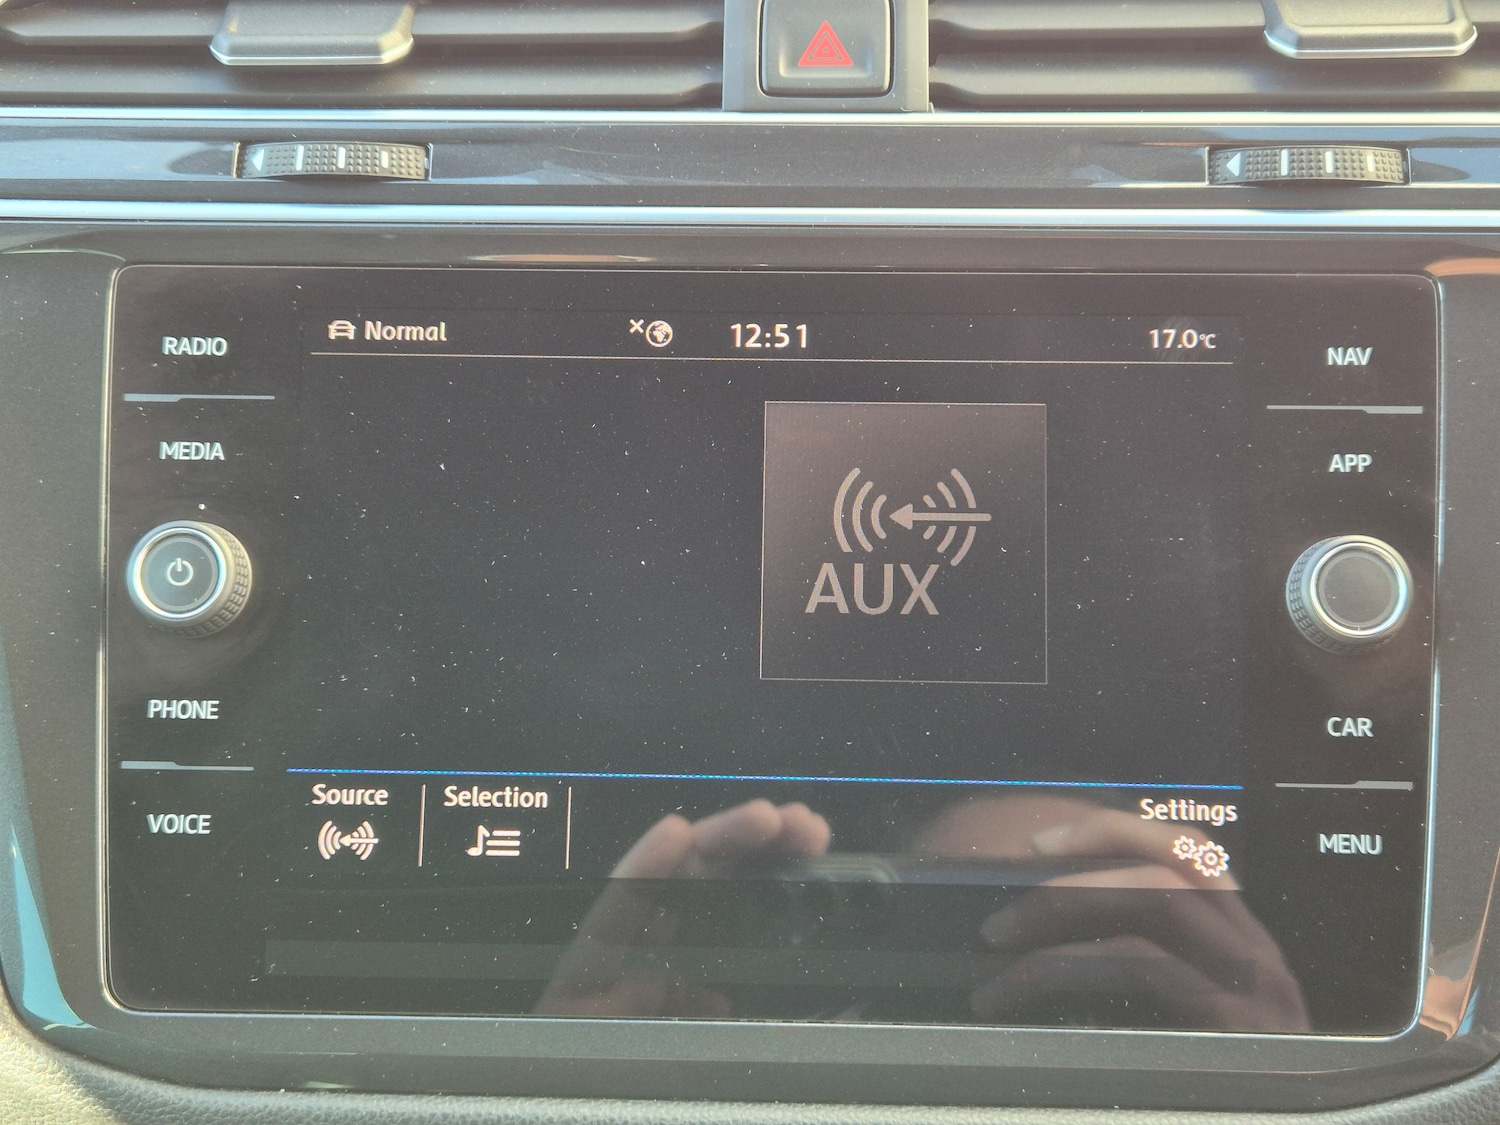 RADIO
Normal
12:51
17.0°C
NAV
MEDIA
APP
AUX
PHONE
CAR
Source
Selection
Settings
VOICE
MENU